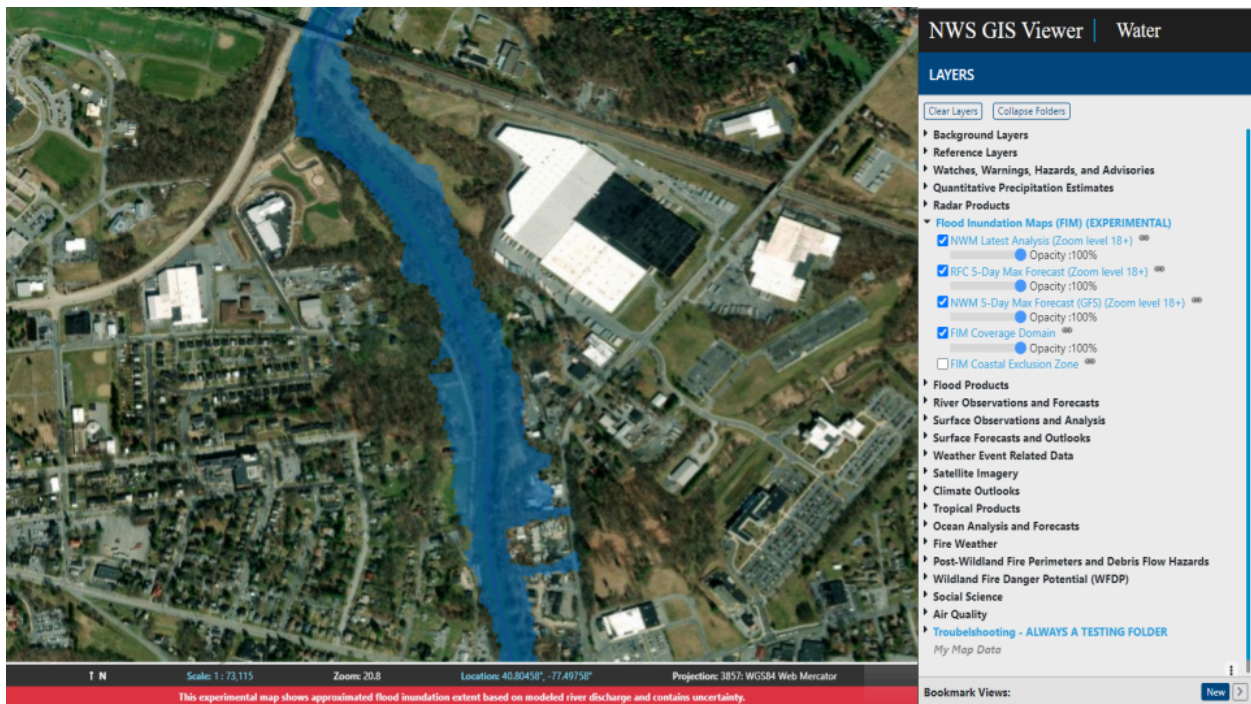 NWS GIS Viewer | Water
LAYERS
Clear Layers Collapse Folders
Background Layers
Reference Layers
Watches, Warnings, Hazards, and Advisories
Quantitative Precipitation Estimates
Radar Products
Flood Inundation Maps (FIM) (EXPERIMENTAL)
NWM Latest Analysis (Zoom level 18+)
Opacity :100%
RFC 5-Day Max Forecast (Zoom level 18+)
Opacity :100%
NWM 5-Day Max Forecast (GFS) (Zoom level 18+)
Opacity :100%
FIM Coverage Domain
Opacity :100%
FIM Coastal Exclusion Zone
Flood Products
River Observations and Forecasts
Surface Observations and Analysis
Surface Forecasts and Outlooks
Weather Event Related Data
Satellite Imagery
Climate Outlooks
Tropical Products
Ocean Analysis and Forecasts
Fire Weather
Post-Wildland Fire Perimeters and Debris Flow Hazards
Wildland Fire Danger Potential (WFDP)
Social Science
Air Quality
Troubelshooting - ALWAYS A TESTING FOLDER
My Map Data
Bookmark Views: New
↑ N Scale: 1 : 73,115 Zoom: 20.8 Location: 40.80458°, -77.49758° Projection: 3857: WGS84 Web Mercator
This experimental map shows approximated flood inundation extent based on modeled river discharge and contains uncertainty.